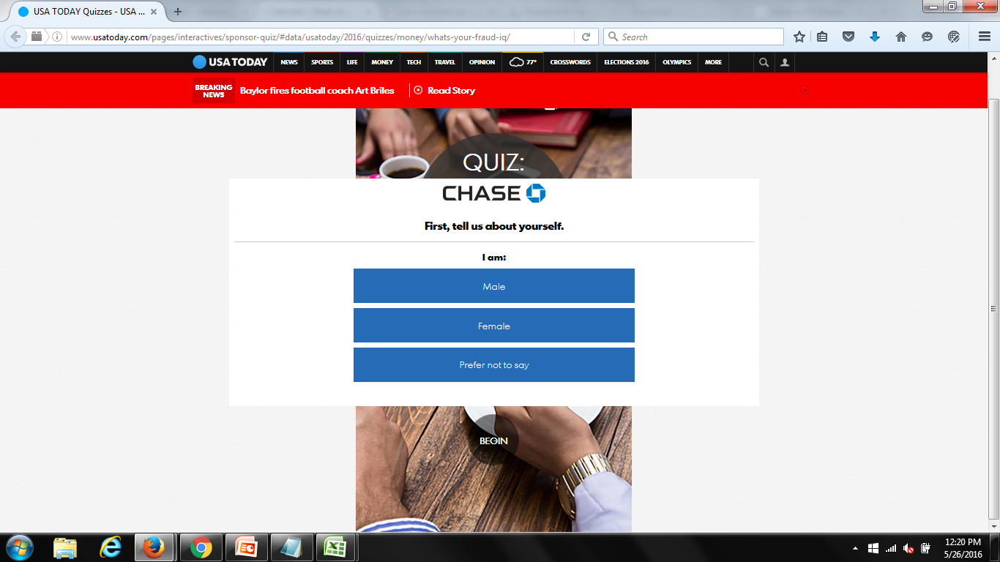 USA TODAY Quizzes - USA ...
www.usatoday.com/pages/interactives/sponsor-quiz/#data/usatoday/2016/quizzes/money/whats-your-fraud-iq/
Search
USA TODAY NEWS SPORTS LIFE MONEY TECH TRAVEL OPINION 77° CROSSWORDS ELECTIONS 2016 OLYMPICS MORE
BREAKING NEWS
Baylor fires football coach Art Briles Read Story
QUIZ:
CHASE
First, tell us about yourself.
I am:
Male
Female
Prefer not to say
BEGIN
12:20 PM
5/26/2016